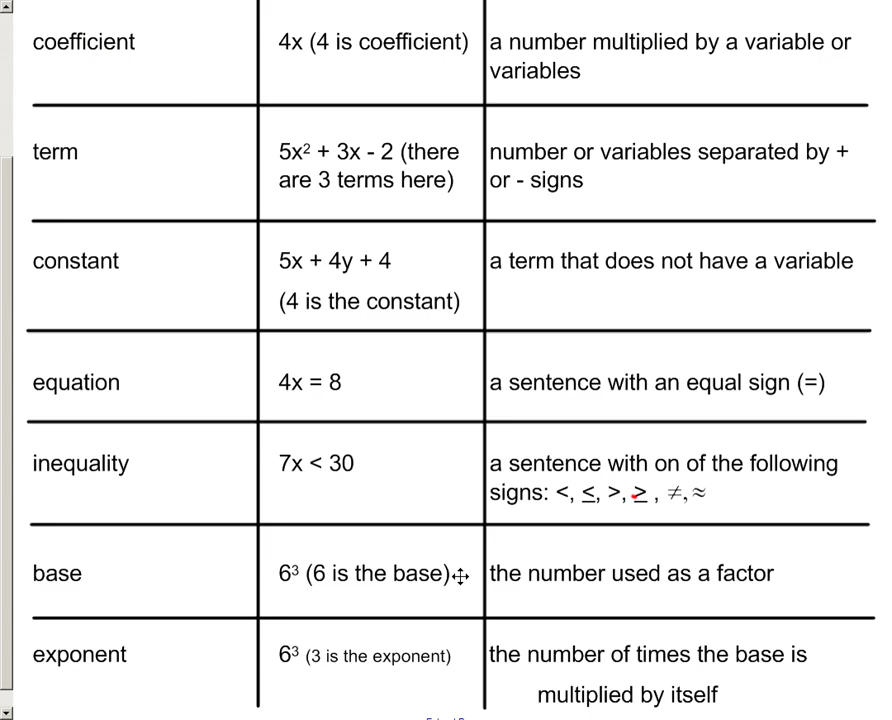 coefficient
4x (4 is coefficient)
a number multiplied by a variable or
variables
term
5x² + 3x - 2 (there
are 3 terms here)
number or variables separated by +
or - signs
constant
5x + 4y + 4
(4 is the constant)
a term that does not have a variable
equation
4x = 8
a sentence with an equal sign (=)
inequality
7x < 30
a sentence with on of the following
signs: <, ≤, >, ≥ , ≠, ≈
base
6³ (6 is the base)
the number used as a factor
exponent
6³ (3 is the exponent)
the number of times the base is
multiplied by itself